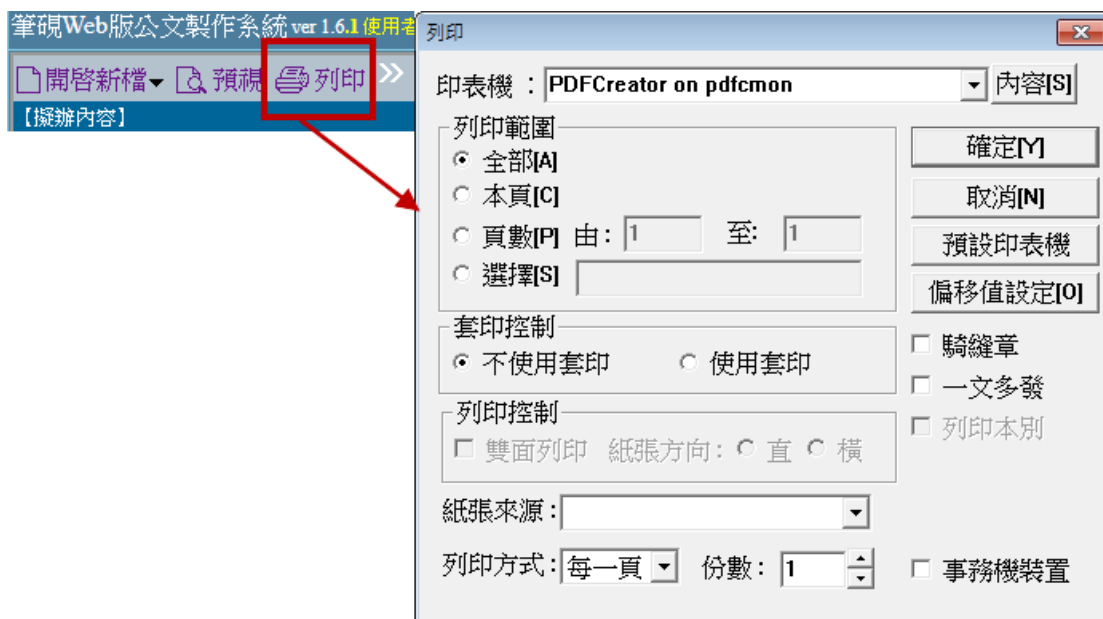 筆硯Web版公文製作系統 ver 1.6.1 使用者
開啓新檔 預視 列印
【擬辦內容】
列印
印表機 : PDFCreator on pdfcmon 內容[S]
列印範圍
全部[A]
本頁[C]
頁數[P] 由: 1 至: 1
選擇[S]
確定[Y]
取消[N]
預設印表機
偏移值設定[O]
套印控制
不使用套印 使用套印
騎縫章
一文多發
列印本別
列印控制
雙面列印 紙張方向: 直 橫
紙張來源:
列印方式: 每一頁 份數: 1
事務機裝置